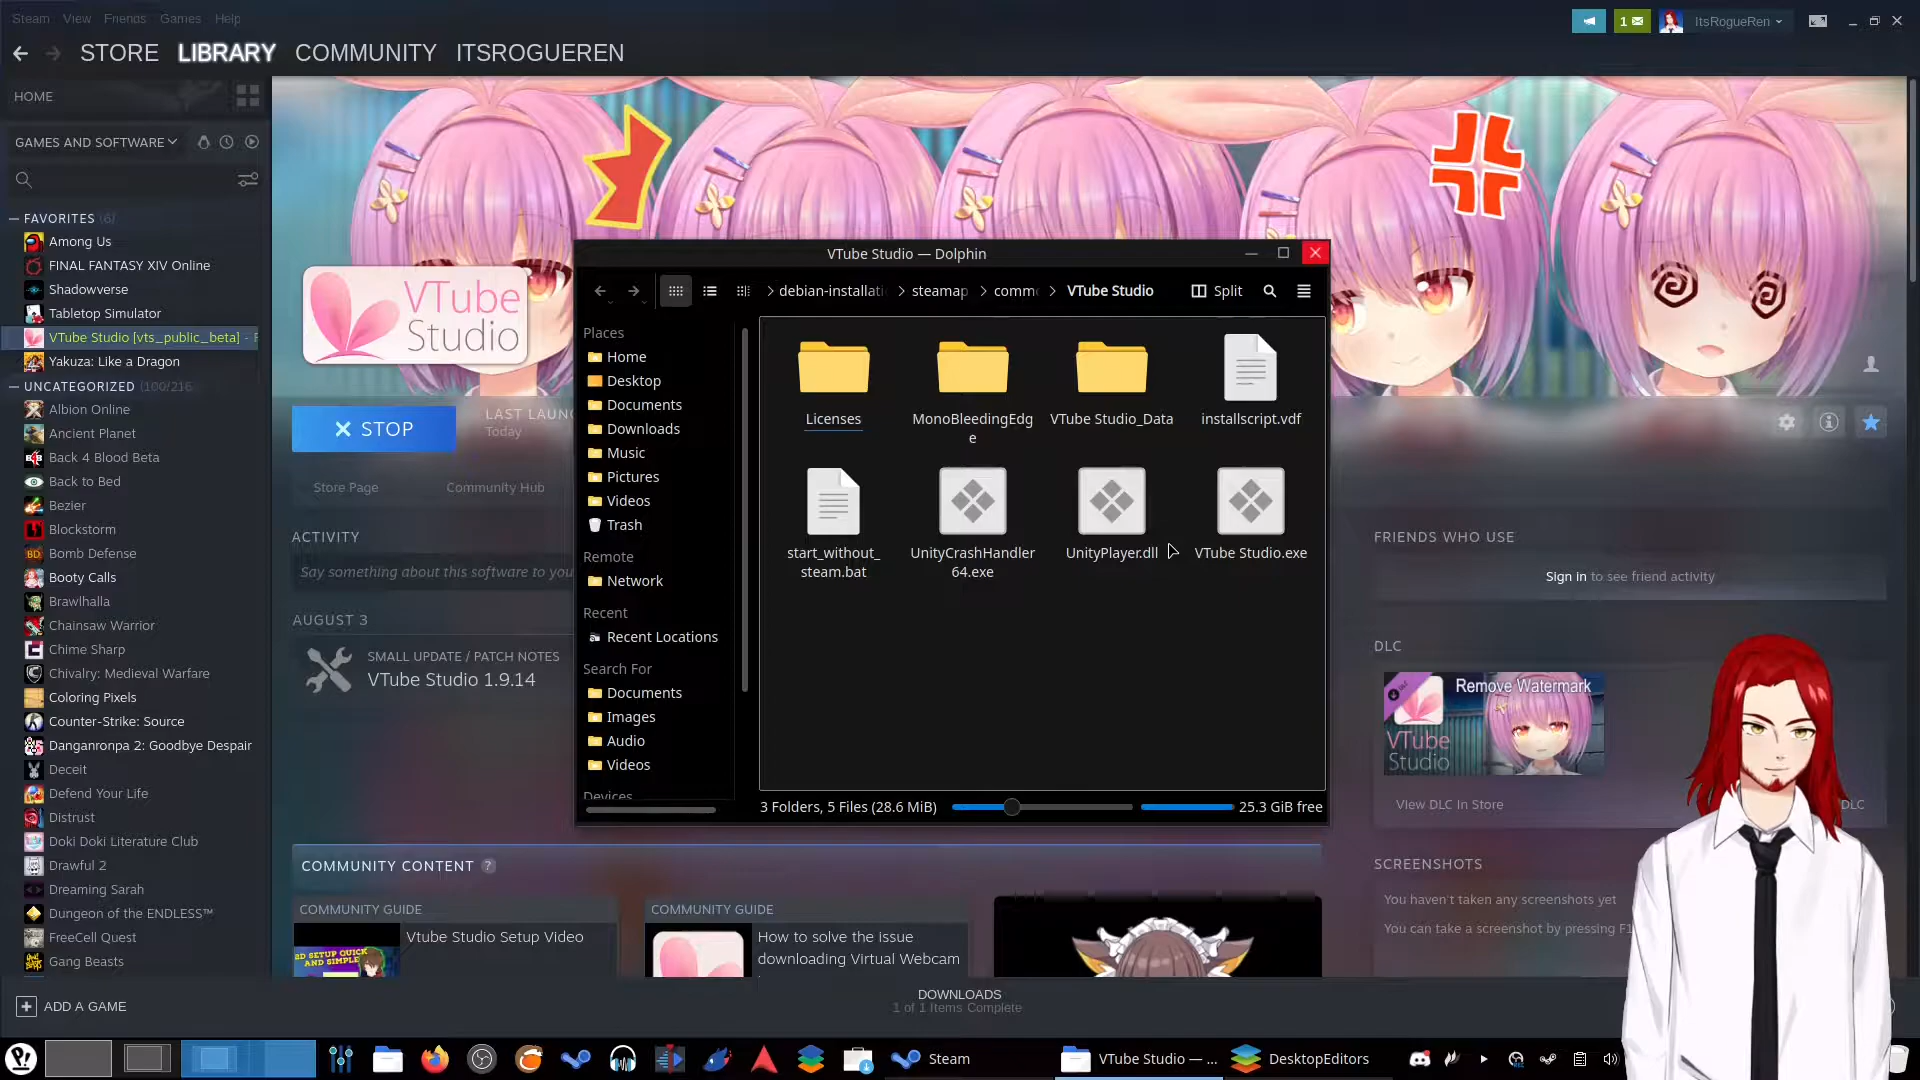 Steam View Friends Games Help
1
ItsRogueRen
STORE LIBRARY COMMUNITY ITSROGUEREN
HOME
GAMES AND SOFTWARE
FAVORITES (6)
Among Us
FINAL FANTASY XIV Online
Shadowverse
Tabletop Simulator
VTube Studio [vts_public_beta] -
Yakuza: Like a Dragon
UNCATEGORIZED (100/216)
Albion Online
Ancient Planet
Back 4 Blood Beta
Back to Bed
Bezier
Blockstorm
Bomb Defense
Booty Calls
Brawlhalla
Chainsaw Warrior
Chime Sharp
Chivalry: Medieval Warfare
Coloring Pixels
Counter-Strike: Source
Danganronpa 2: Goodbye Despair
Deceit
Defend Your Life
Distrust
Doki Doki Literature Club
Drawful 2
Dreaming Sarah
Dungeon of the ENDLESS™
FreeCell Quest
Gang Beasts
ADD A GAME
VTube
Studio
STOP
LAST LAUNC
Today
Store Page
Community Hub
ACTIVITY
Say something about this software to you
AUGUST 3
SMALL UPDATE / PATCH NOTES
VTube Studio 1.9.14
VTube Studio — Dolphin
debian-installati
steamap
comm
VTube Studio
Split
Places
Home
Desktop
Documents
Downloads
Music
Pictures
Videos
Trash
Remote
Network
Recent
Recent Locations
Search For
Documents
Images
Audio
Videos
Devices
Licenses
MonoBleedingEdg
e
VTube Studio_Data
installscript.vdf
start_without_
steam.bat
UnityCrashHandler
64.exe
UnityPlayer.dll
VTube Studio.exe
3 Folders, 5 Files (28.6 MiB)
25.3 GiB free
FRIENDS WHO USE
Sign in to see friend activity
DLC
Remove Watermark
VTube
Studio
View DLC In Store
DLC
SCREENSHOTS
You haven't taken any screenshots yet
You can take a screenshot by pressing F1
COMMUNITY CONTENT ?
COMMUNITY GUIDE
Vtube Studio Setup Video
2D SETUP QUICK
AND SIMPLE
COMMUNITY GUIDE
How to solve the issue
downloading Virtual Webcam
DOWNLOADS
1 of 1 Items Complete
Steam
VTube Studio — ...
DesktopEditors